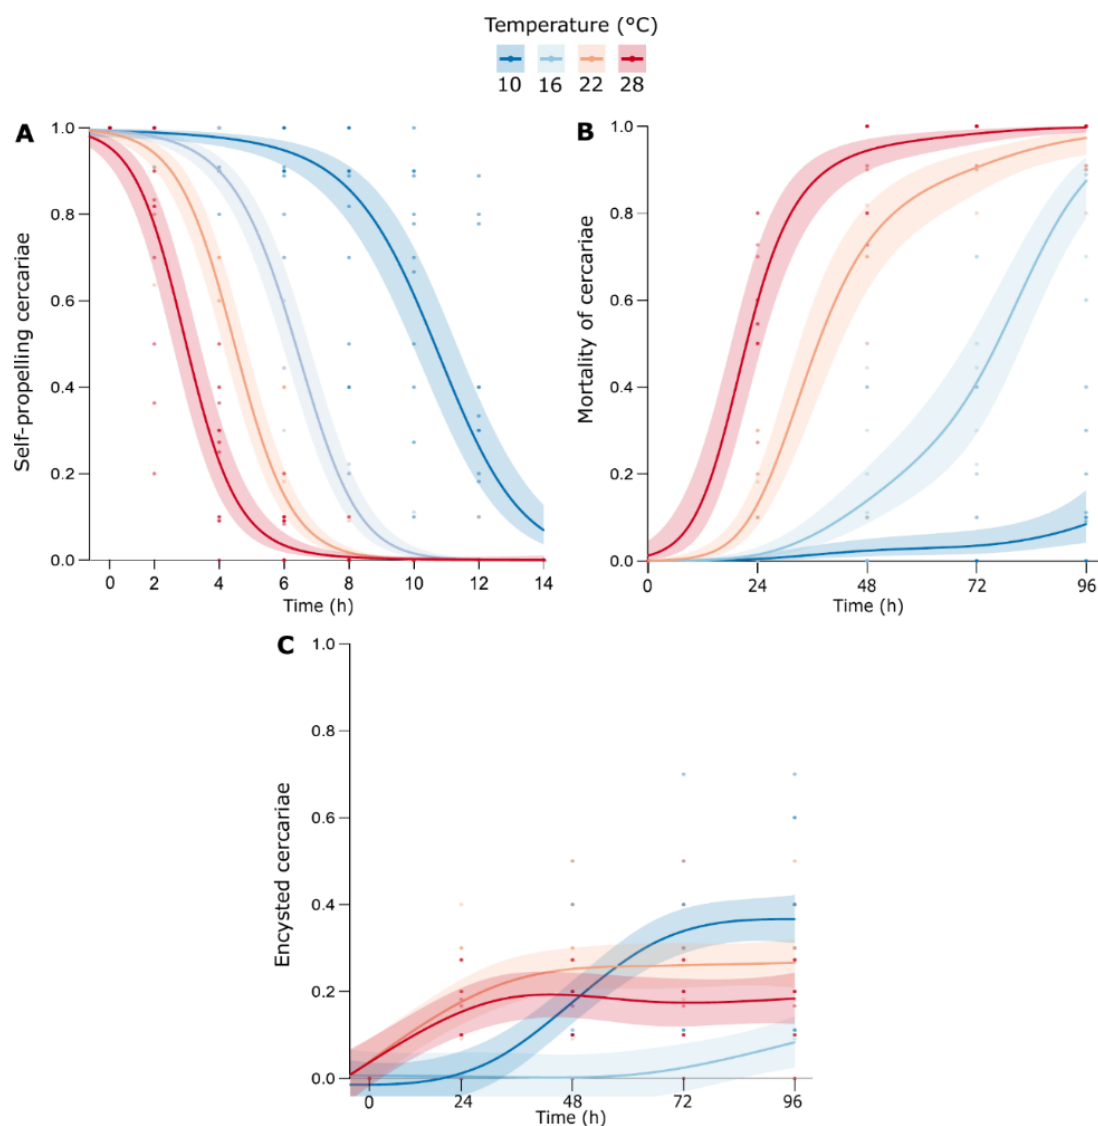 Temperature (°C)
10 16 22 28
A
1.0
0.8
0.6
0.4
0.2
0.0
Self-propelling cercariae
0 2 4 6 8 10 12 14
Time (h)
B
1.0
0.8
0.6
0.4
0.2
0.0
Mortality of cercariae
0 24 48 72 96
Time (h)
C
1.0
0.8
0.6
0.4
0.2
0.0
Encysted cercariae
0 24 48 72 96
Time (h)